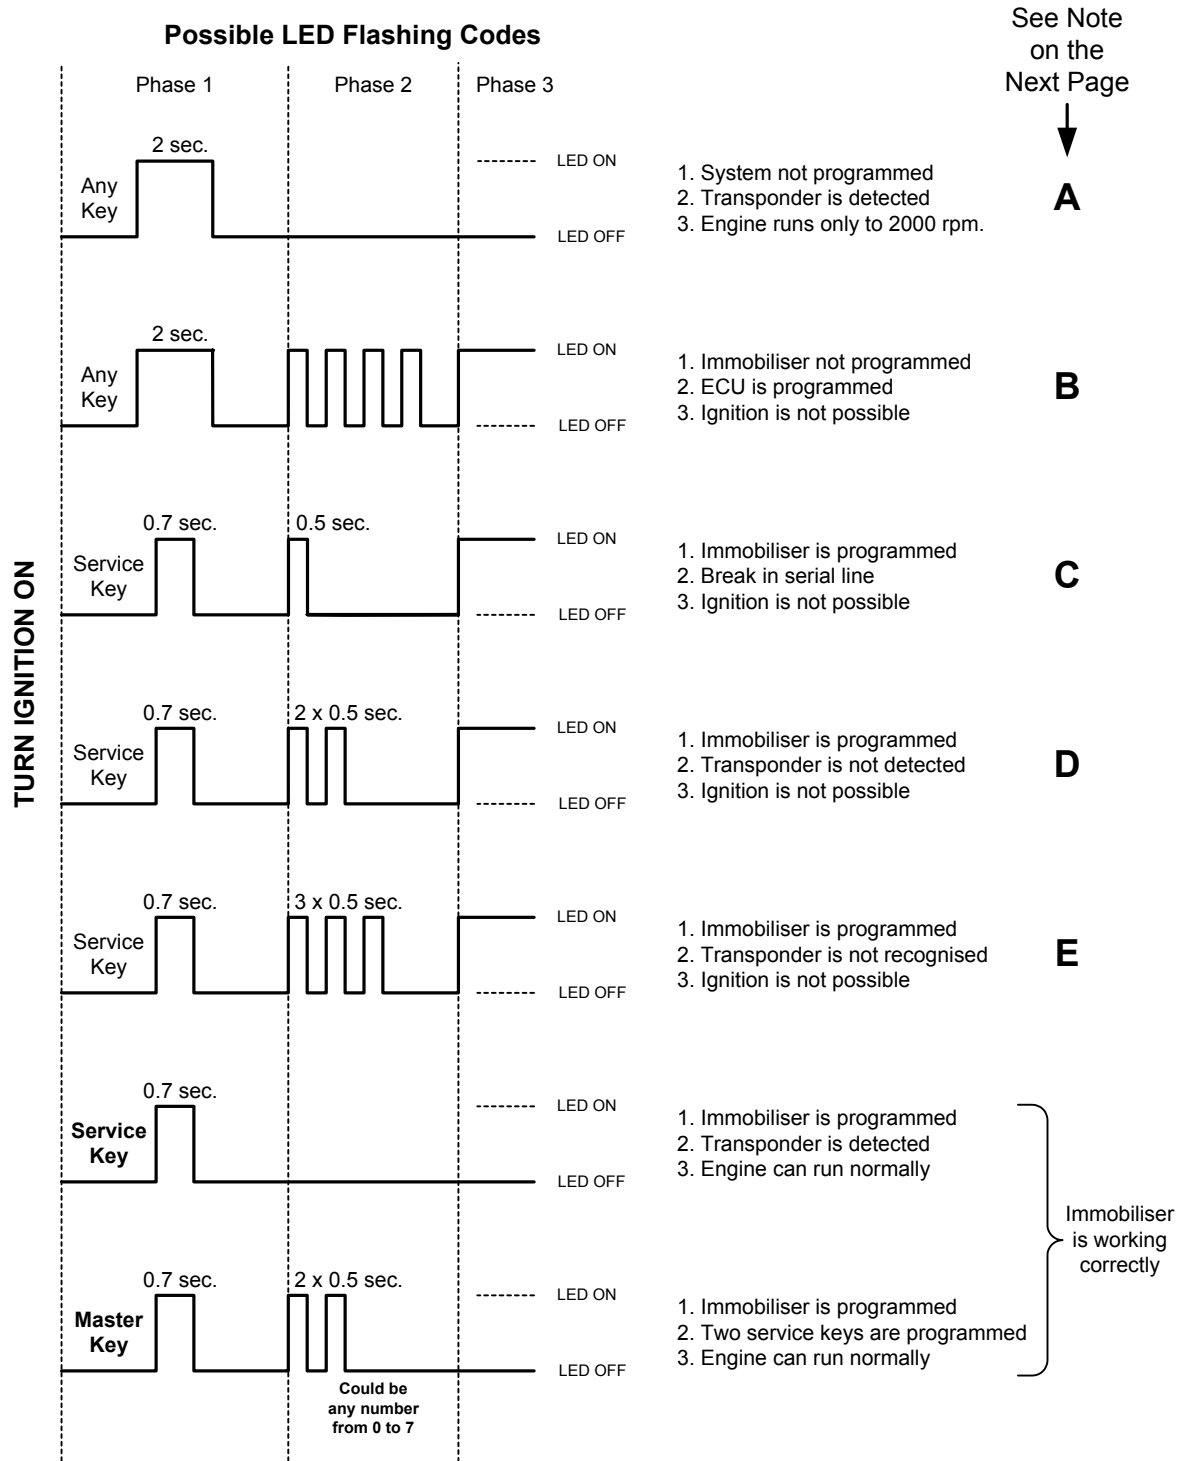 Possible LED Flashing Codes
See Note
on the
Next Page
Phase 1
Phase 2
Phase 3
TURN IGNITION ON
2 sec.
Any
Key
LED ON
LED OFF
1. System not programmed
2. Transponder is detected
3. Engine runs only to 2000 rpm.
A
2 sec.
Any
Key
LED ON
LED OFF
1. Immobiliser not programmed
2. ECU is programmed
3. Ignition is not possible
B
0.7 sec.
0.5 sec.
Service
Key
LED ON
LED OFF
1. Immobiliser is programmed
2. Break in serial line
3. Ignition is not possible
C
0.7 sec.
2 x 0.5 sec.
Service
Key
LED ON
LED OFF
1. Immobiliser is programmed
2. Transponder is not detected
3. Ignition is not possible
D
0.7 sec.
3 x 0.5 sec.
Service
Key
LED ON
LED OFF
1. Immobiliser is programmed
2. Transponder is not recognised
3. Ignition is not possible
E
0.7 sec.
Service
Key
LED ON
LED OFF
1. Immobiliser is programmed
2. Transponder is detected
3. Engine can run normally
Immobiliser
is working
correctly
0.7 sec.
2 x 0.5 sec.
Master
Key
LED ON
LED OFF
Could be
any number
from 0 to 7
1. Immobiliser is programmed
2. Two service keys are programmed
3. Engine can run normally